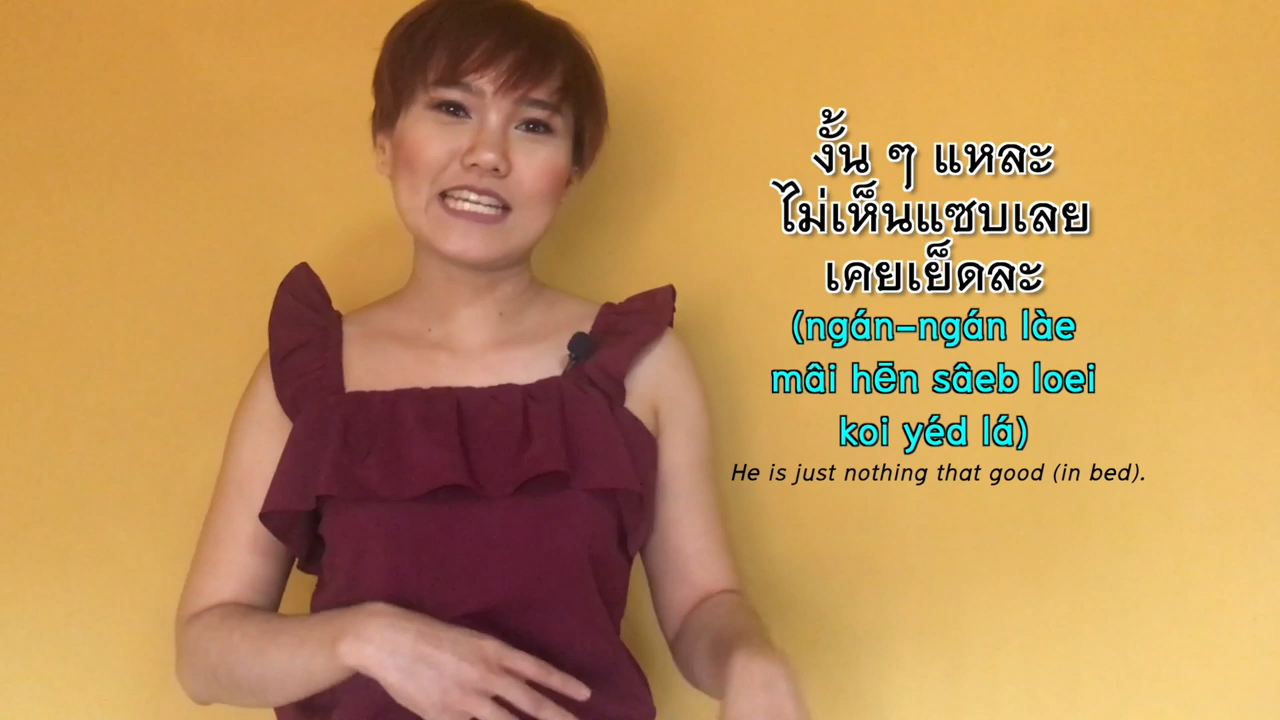 งั้น ๆ แหละ
ไม่เห็นแซบเลย
เคยเย็ดละ
(ngán-ngán làe
mâi hēn sâeb loei
koi yéd lá)
He is just nothing that good (in bed).